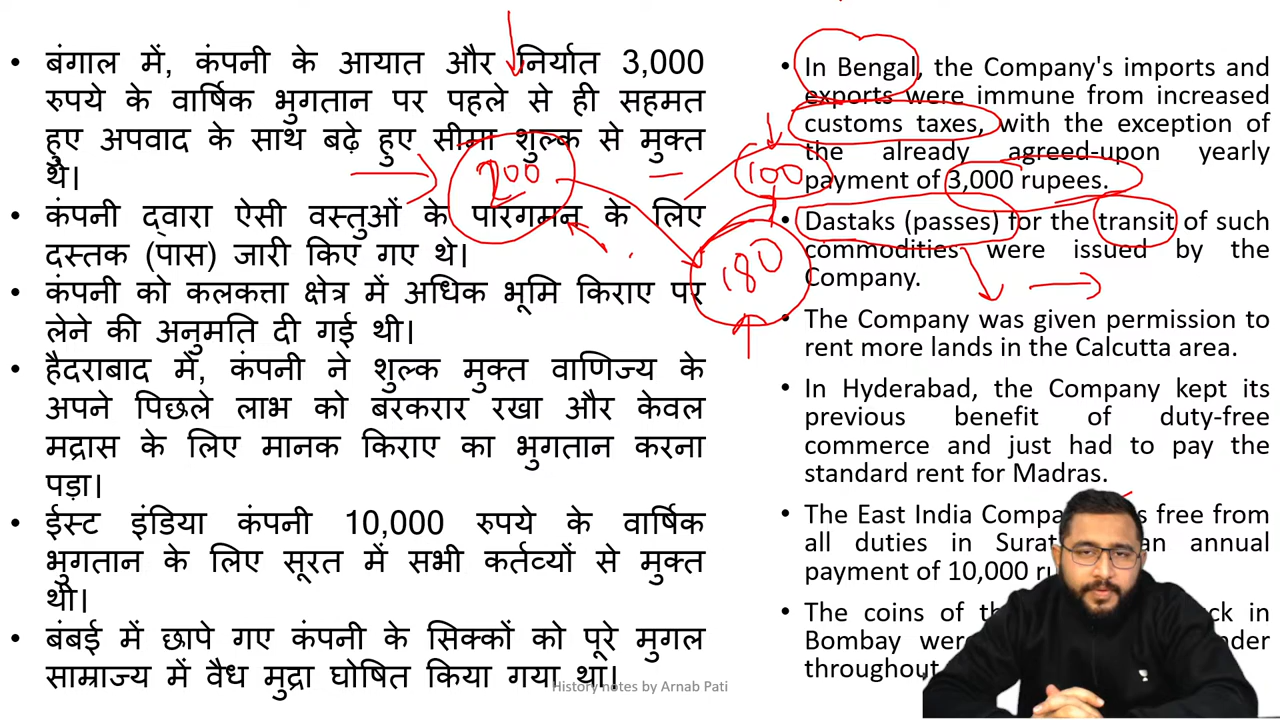 • बंगाल में, कंपनी के आयात और निर्यात 3,000
रुपये के वार्षिक भुगतान पर पहले से ही सहमत
हुए अपवाद के साथ बढ़े हुए सीमा शुल्क से मुक्त
थे।
• कंपनी द्वारा ऐसी वस्तुओं के पारगमन के लिए
दस्तक (पास) जारी किए गए थे।
• कंपनी को कलकत्ता क्षेत्र में अधिक भूमि किराए पर
लेने की अनुमति दी गई थी।
• हैदराबाद में, कंपनी ने शुल्क मुक्त वाणिज्य के
अपने पिछले लाभ को बरकरार रखा और केवल
मद्रास के लिए मानक किराए का भुगतान करना
पड़ा।
• ईस्ट इंडिया कंपनी 10,000 रुपये के वार्षिक
भुगतान के लिए सूरत में सभी कर्तव्यों से मुक्त
थी।
• बंबई में छापे गए कंपनी के सिक्कों को पूरे मुगल
साम्राज्य में वैध मुद्रा घोषित किया गया था।
200
100
180
• In Bengal, the Company's imports and
exports were immune from increased
customs taxes, with the exception of
the already agreed-upon yearly
payment of 3,000 rupees.
• Dastaks (passes) for the transit of such
commodities were issued by the
Company.
• The Company was given permission to
rent more lands in the Calcutta area.
• In Hyderabad, the Company kept its
previous benefit of duty-free
commerce and just had to pay the
standard rent for Madras.
• The East India free from
all duties in Surat an annual
payment of 10,000
• The coins of in
Bombay
throughout
History notes by Arnab Pati